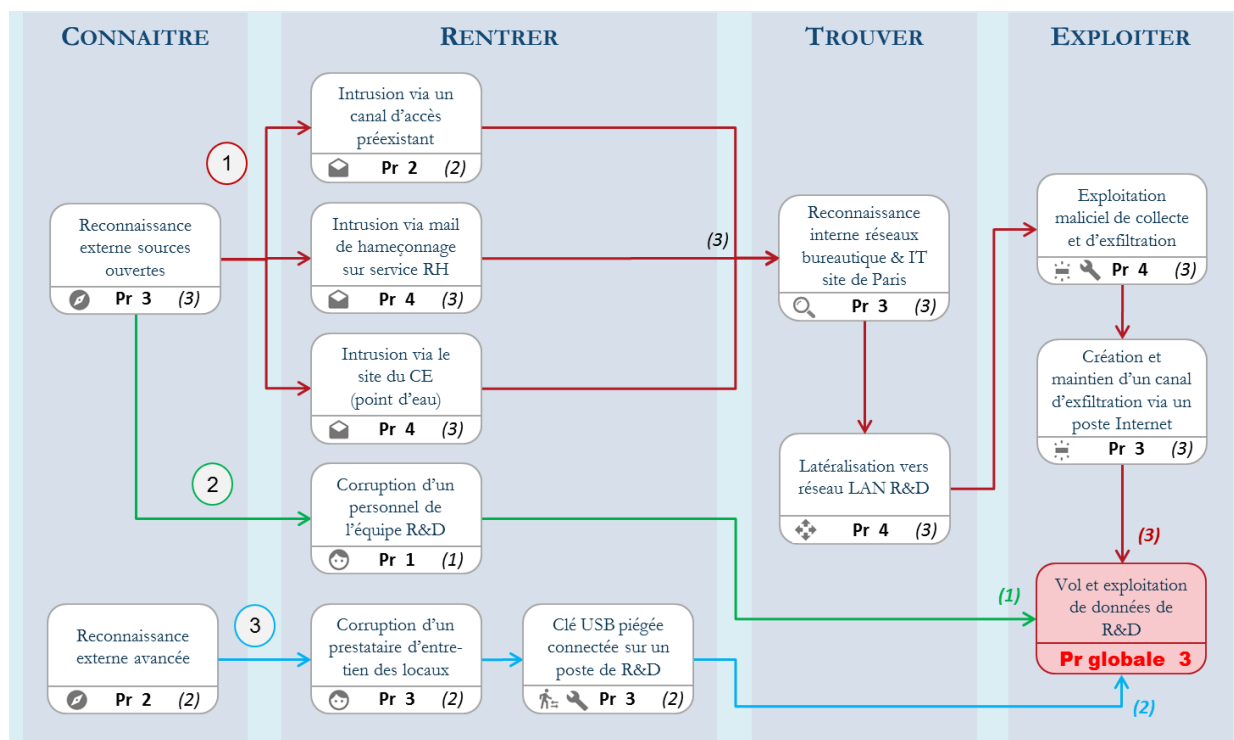 CONNAITRE
RENTRER
TROUVER
EXPLOITER
Intrusion via un
canal d'accès
préexistant
Pr 2 (2)
1
Reconnaissance
externe sources
ouvertes
Pr 3 (3)
Intrusion via mail
de hameçonnage
sur service RH
Pr 4 (3)
(3)
Reconnaissance
interne réseaux
bureautique & IT
site de Paris
Pr 3 (3)
Exploitation
maliciel de collecte
et d'exfiltration
Pr 4 (3)
Intrusion via le
site du CE
(point d'eau)
Pr 4 (3)
Création et
maintien d'un canal
d'exfiltration via un
poste Internet
Pr 3 (3)
2
Corruption d'un
personnel de
l'équipe R&D
Pr 1 (1)
Latéralisation vers
réseau LAN R&D
Pr 4 (3)
(3)
(1)
Vol et exploitation
de données de
R&D
Pr globale 3
Reconnaissance
externe avancée
Pr 2 (2)
3
Corruption d'un
prestataire d'entre-
tien des locaux
Pr 3 (2)
Clé USB piégée
connectée sur un
poste de R&D
Pr 3 (2)
(2)